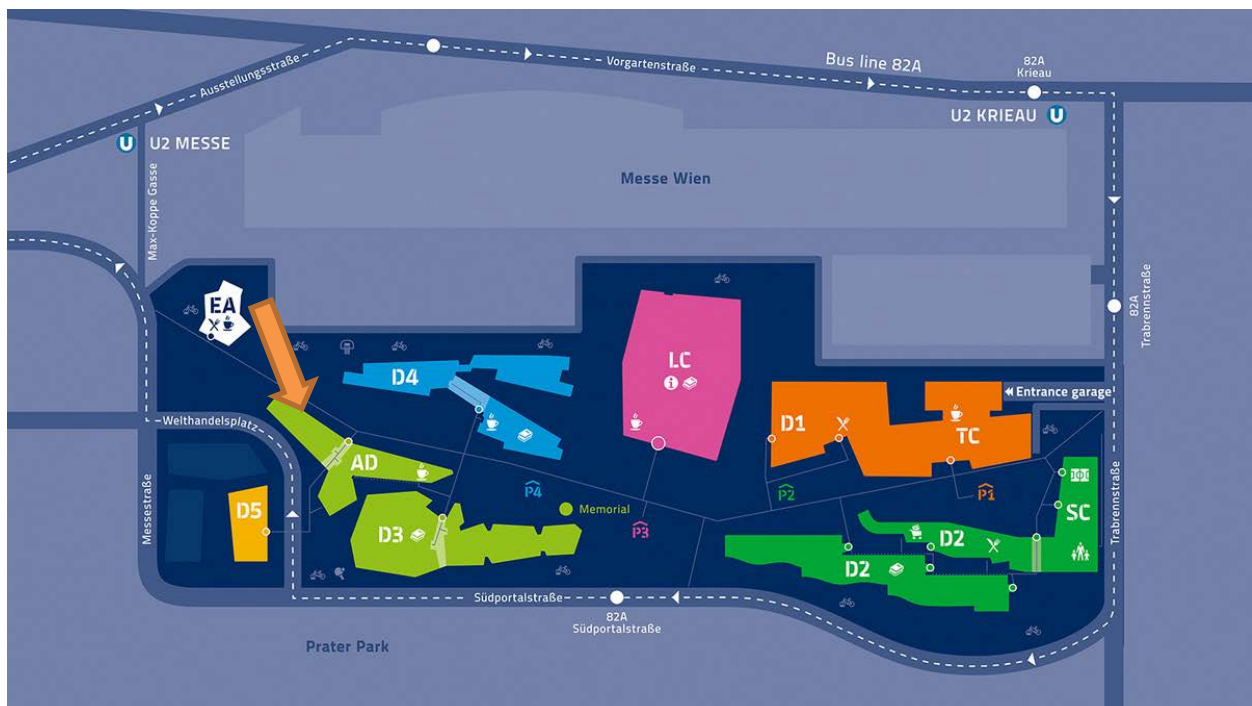 Ausstellungsstraße
Vorgartenstraße
Bus line 82A
82A
Krieau
U U2 MESSE
U2 KRIEAU U
Max-Koppe Gasse
Messe Wien
EA
82A
Trabrennstraße
D4
LC
i
Entrance garage
D1
TC
Welthandelsplatz
AD
P4
P2
P1
D5
Memorial
SC
Messestraße
D3
P3
D2
Trabrennstraße
D2
Südportalstraße
82A
Südportalstraße
Prater Park